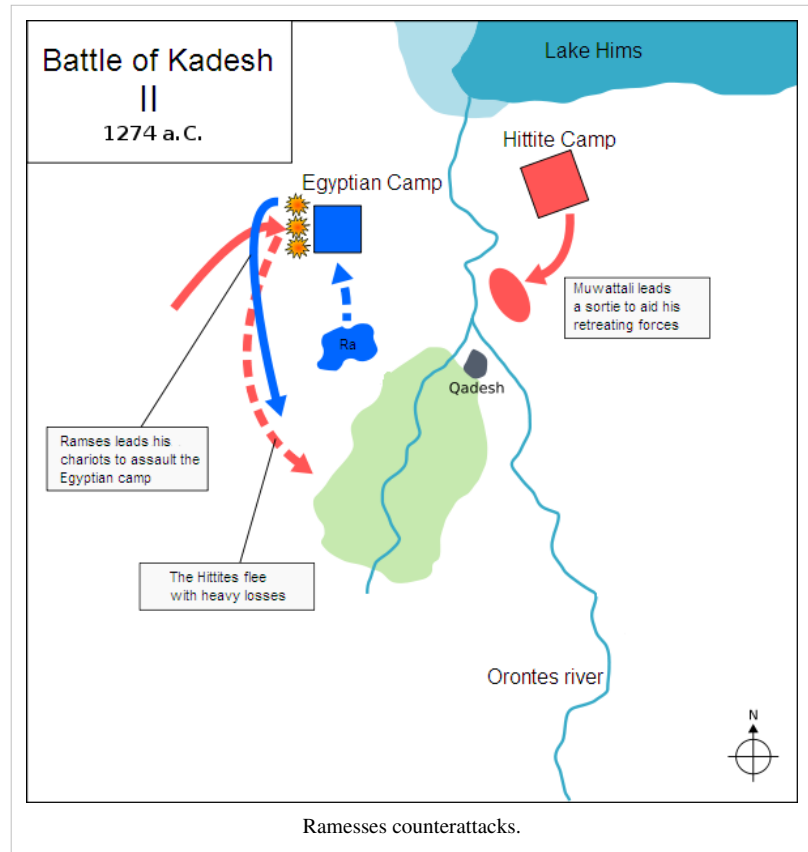 Battle of Kadesh
II
1274 a.C.
Lake Hims
Hittite Camp
Egyptian Camp
Muwattali leads
a sortie to aid his
retreating forces
Ra
Qadesh
Ramses leads his
chariots to assault the
Egyptian camp
The Hittites flee
with heavy losses
Orontes river
N
Ramesses counterattacks.